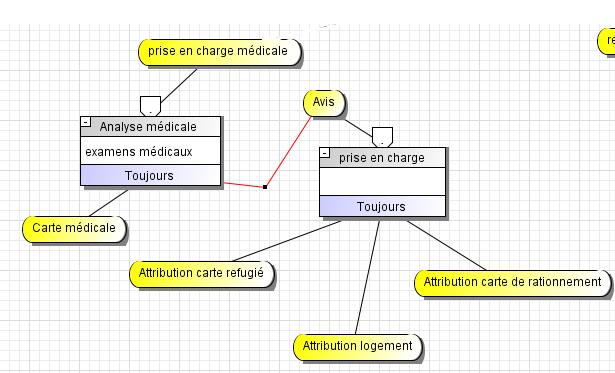 re
prise en charge médicale
Avis
Analyse médicale
examens médicaux
Toujours
prise en charge
Toujours
Carte médicale
Attribution carte refugié
Attribution carte de rationnement
Attribution logement